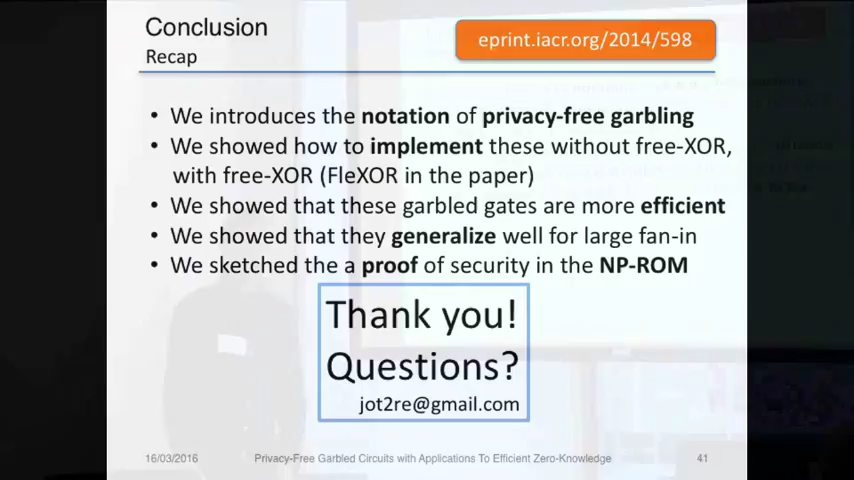 Conclusion
eprint.iacr.org/2014/598
Recap
• We introduces the notation of privacy-free garbling
• We showed how to implement these without free-XOR,
with free-XOR (FleXOR in the paper)
• We showed that these garbled gates are more efficient
• We showed that they generalize well for large fan-in
• We sketched the a proof of security in the NP-ROM
Thank you!
Questions?
jot2re@gmail.com
16/03/2016 Privacy-Free Garbled Circuits with Applications To Efficient Zero-Knowledge 41